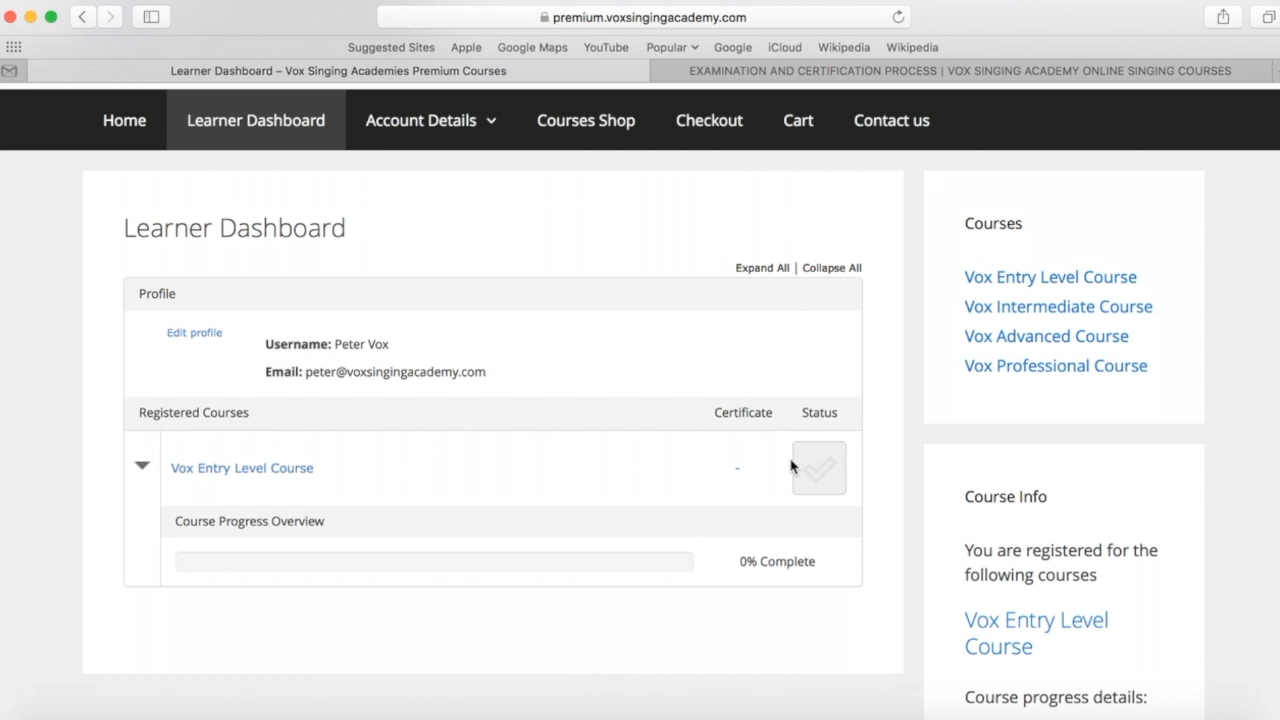 premium.voxsingingacademy.com
Suggested Sites Apple Google Maps YouTube Popular Google iCloud Wikipedia Wikipedia
Learner Dashboard – Vox Singing Academies Premium Courses EXAMINATION AND CERTIFICATION PROCESS | VOX SINGING ACADEMY ONLINE SINGING COURSES
Home Learner Dashboard Account Details Courses Shop Checkout Cart Contact us
Learner Dashboard
Expand All | Collapse All
Profile
Edit profile
Username: Peter Vox
Email: peter@voxsingingacademy.com
Registered Courses Certificate Status
Vox Entry Level Course -
Course Progress Overview
0% Complete
Courses
Vox Entry Level Course
Vox Intermediate Course
Vox Advanced Course
Vox Professional Course
Course Info
You are registered for the
following courses
Vox Entry Level
Course
Course progress details: